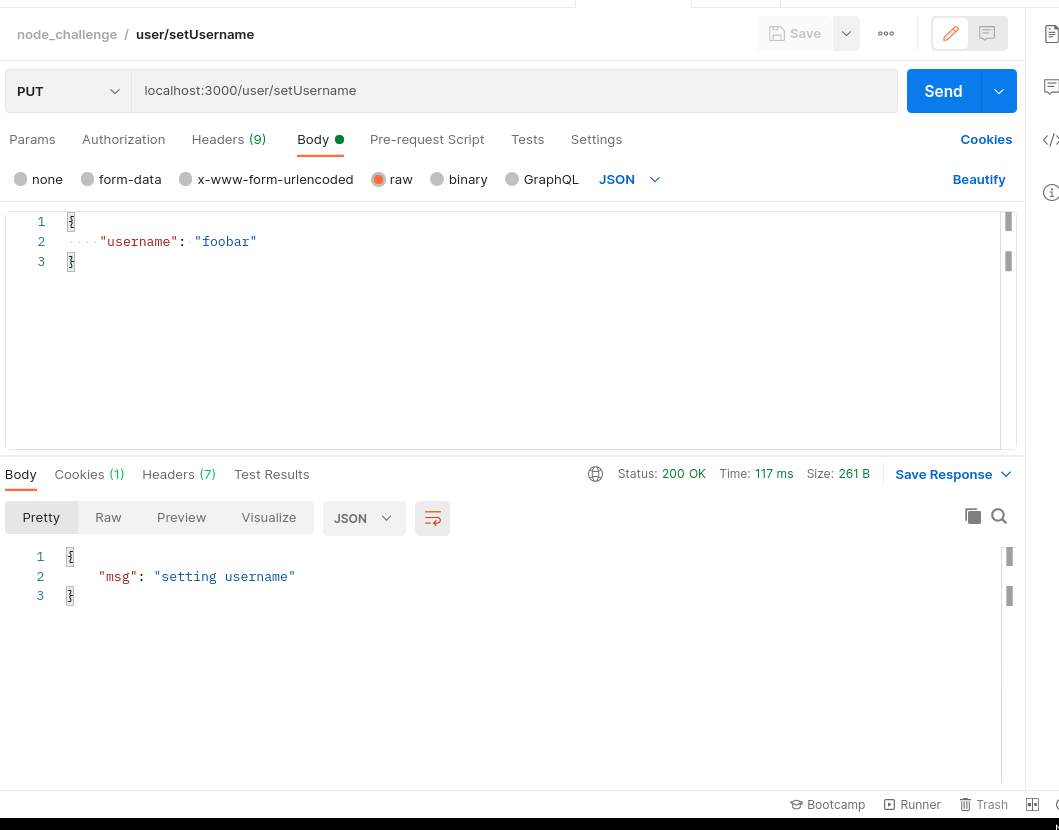 node_challenge / user/setUsername Save
PUT localhost:3000/user/setUsername Send
Params Authorization Headers (9) Body Pre-request Script Tests Settings Cookies
none form-data x-www-form-urlencoded raw binary GraphQL JSON Beautify
1 {
2 "username": "foobar"
3 }
Body Cookies (1) Headers (7) Test Results Status: 200 OK Time: 117 ms Size: 261 B Save Response
Pretty Raw Preview Visualize JSON
1 {
2 "msg": "setting username"
3 }
Bootcamp Runner Trash